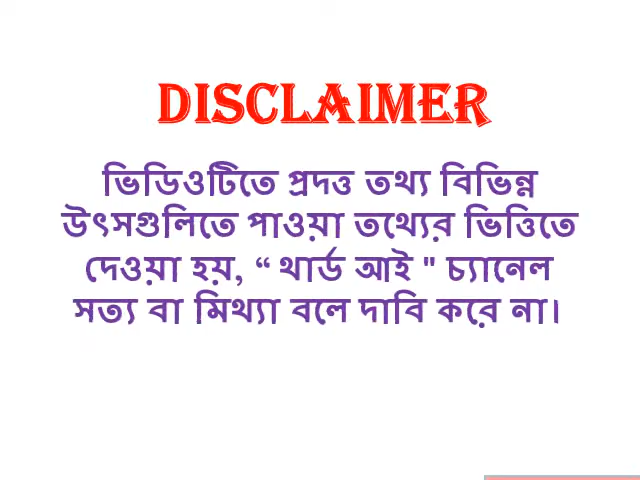 DISCLAIMER
ভিডিওটিতে প্রদত্ত তথ্য বিভিন্ন
উৎসগুলিতে পাওয়া তথ্যের ভিত্তিতে
দেওয়া হয়, “ থার্ড আই " চ্যানেল
সত্য বা মিথ্যা বলে দাবি করে না।